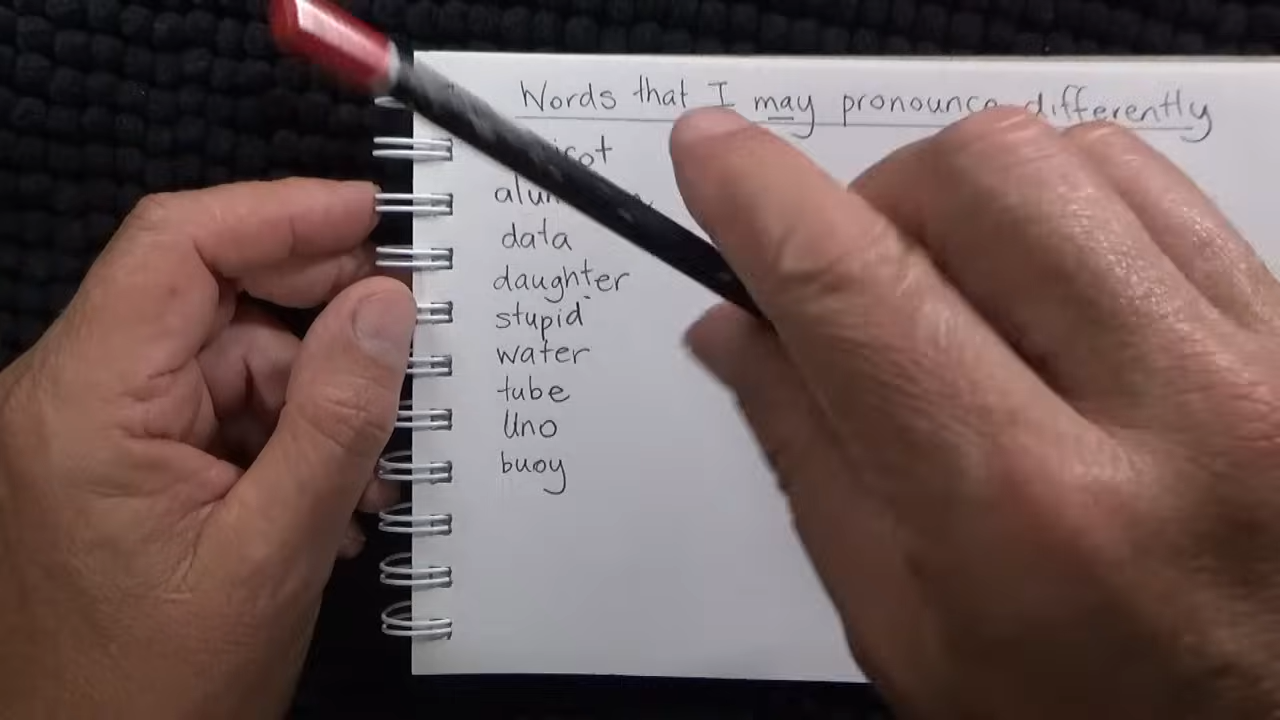 Words that I may pronounce differently
data
daughter
stupid
water
tube
Uno
buoy